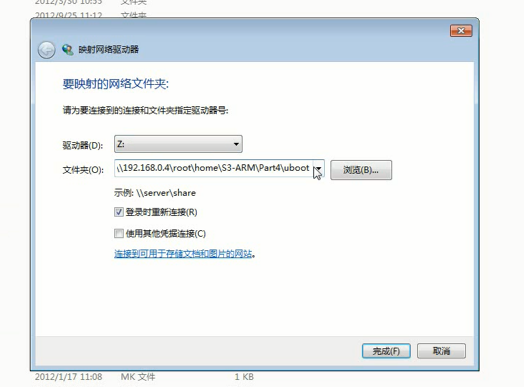 2012/5/30 10:55 文件夹
2012/9/25 11:12 文件夹
映射网络驱动器
要映射的网络文件夹:
请为要连接到的连接和文件夹指定驱动器号:
驱动器(D): Z:
文件夹(O): \\192.168.0.4\root\home\S3-ARM\Part4\uboot 浏览(B)...
示例: \\server\share
登录时重新连接(R)
使用其他凭据连接(C)
连接到可用于存储文档和图片的网站。
完成(F) 取消
2012/1/17 11:08 MK 文件 1 KB